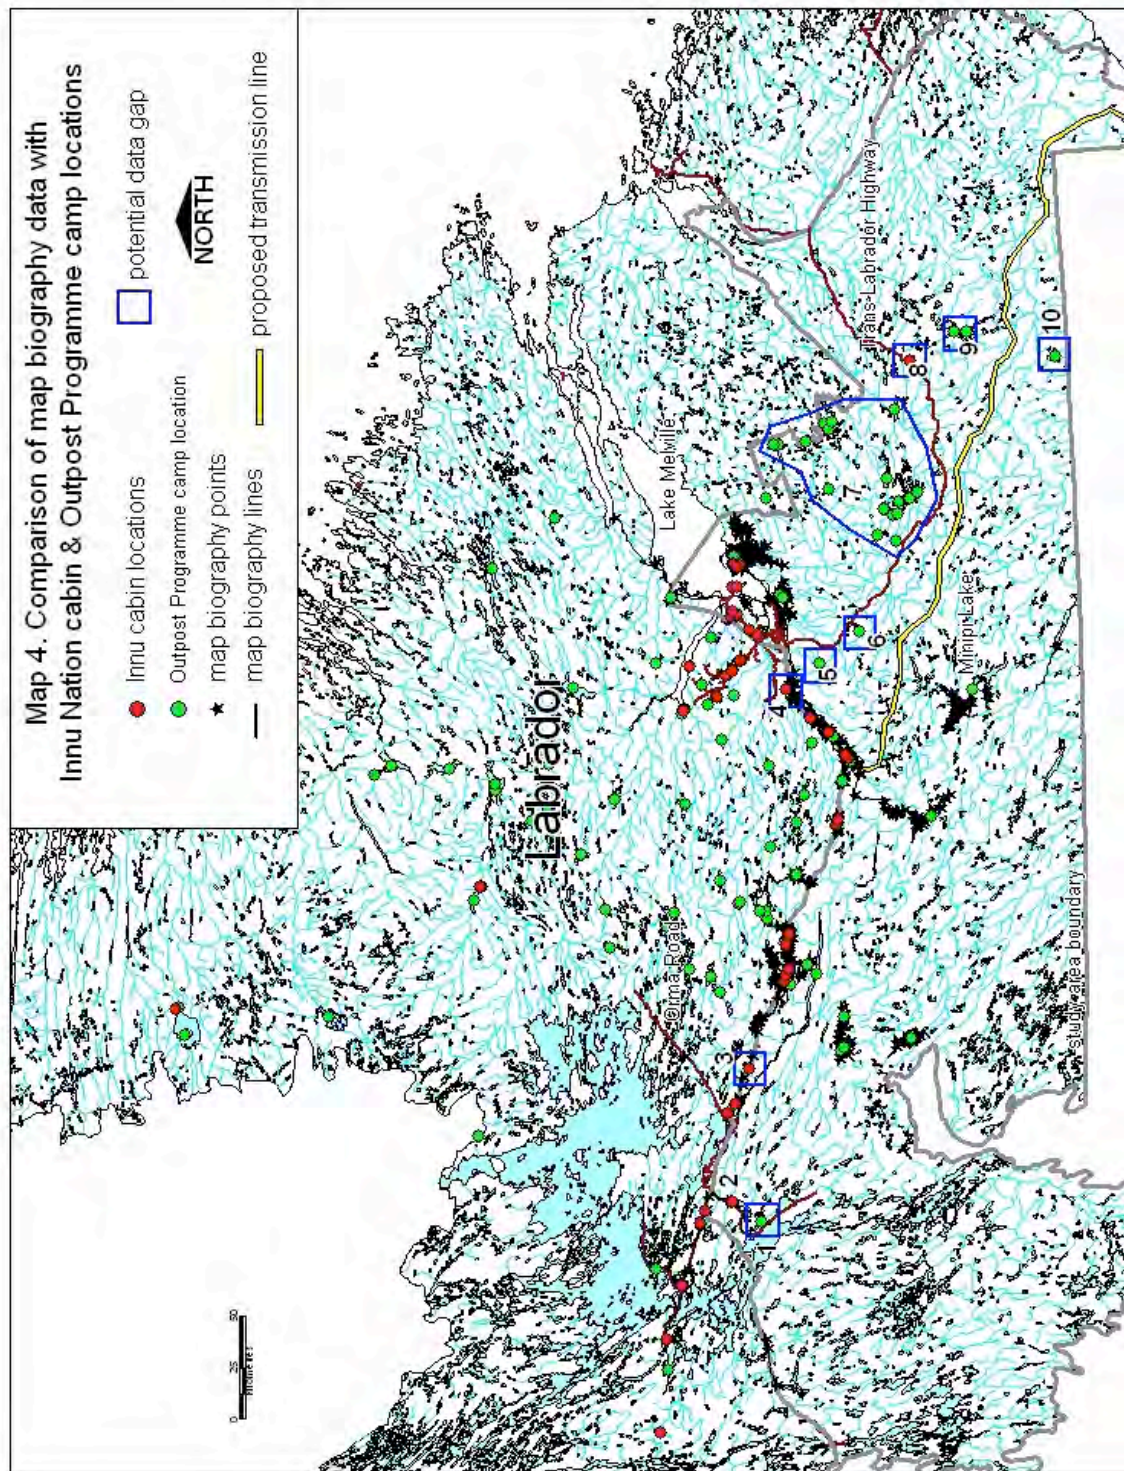 Map 4. Comparison of map biography data with
Innu Nation cabin & Outpost Programme camp locations
Innu cabin locations
Outpost Programme camp location
map biography points
map biography lines
potential data gap
NORTH
proposed transmission line
0 25 50
Labrador
Lake Melville
Orma Road
Trans-Labrador Highway
Minipi Lake
study area boundary
1
2
3
4
5
6
7
8
9
10